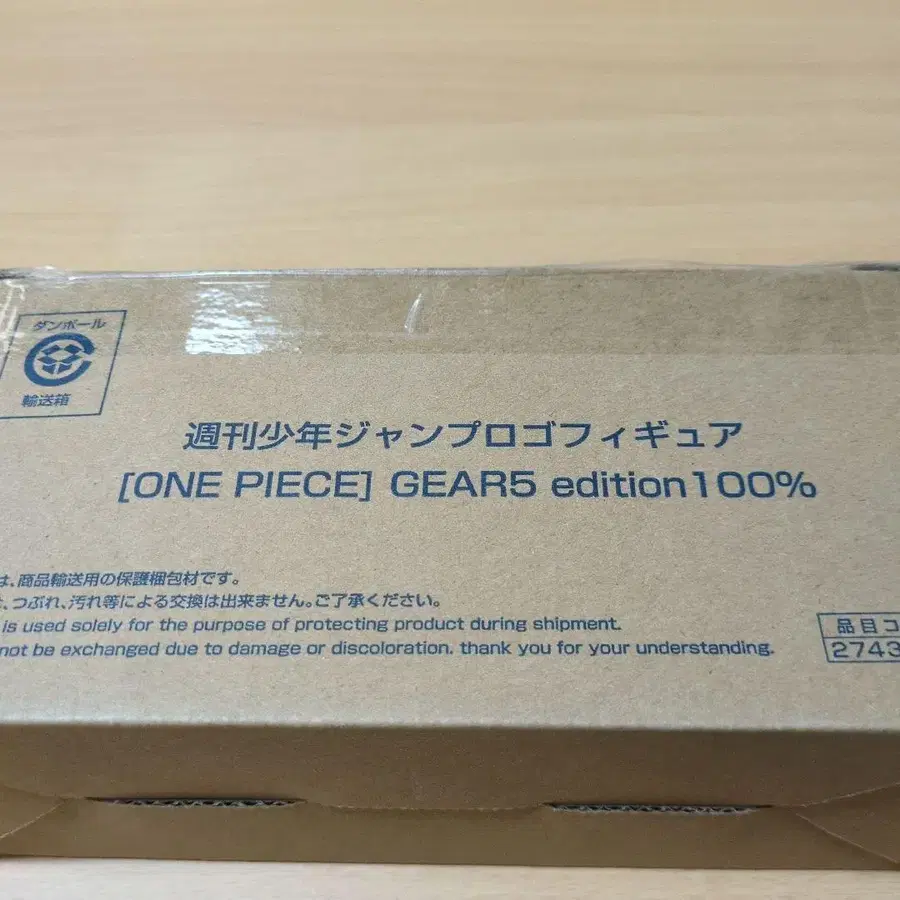 ダンボール
輸送箱
週刊少年ジャンプロゴフィギュア
[ONE PIECE] GEAR5 edition100%
は、商品輸送用の保護梱包材です。
は、つぶれ、汚れ等による交換は出来ません。ご了承ください。
is used solely for the purpose of protecting product during shipment.
not be exchanged due to damage or discoloration. thank you for your understanding.
品目コ
2743